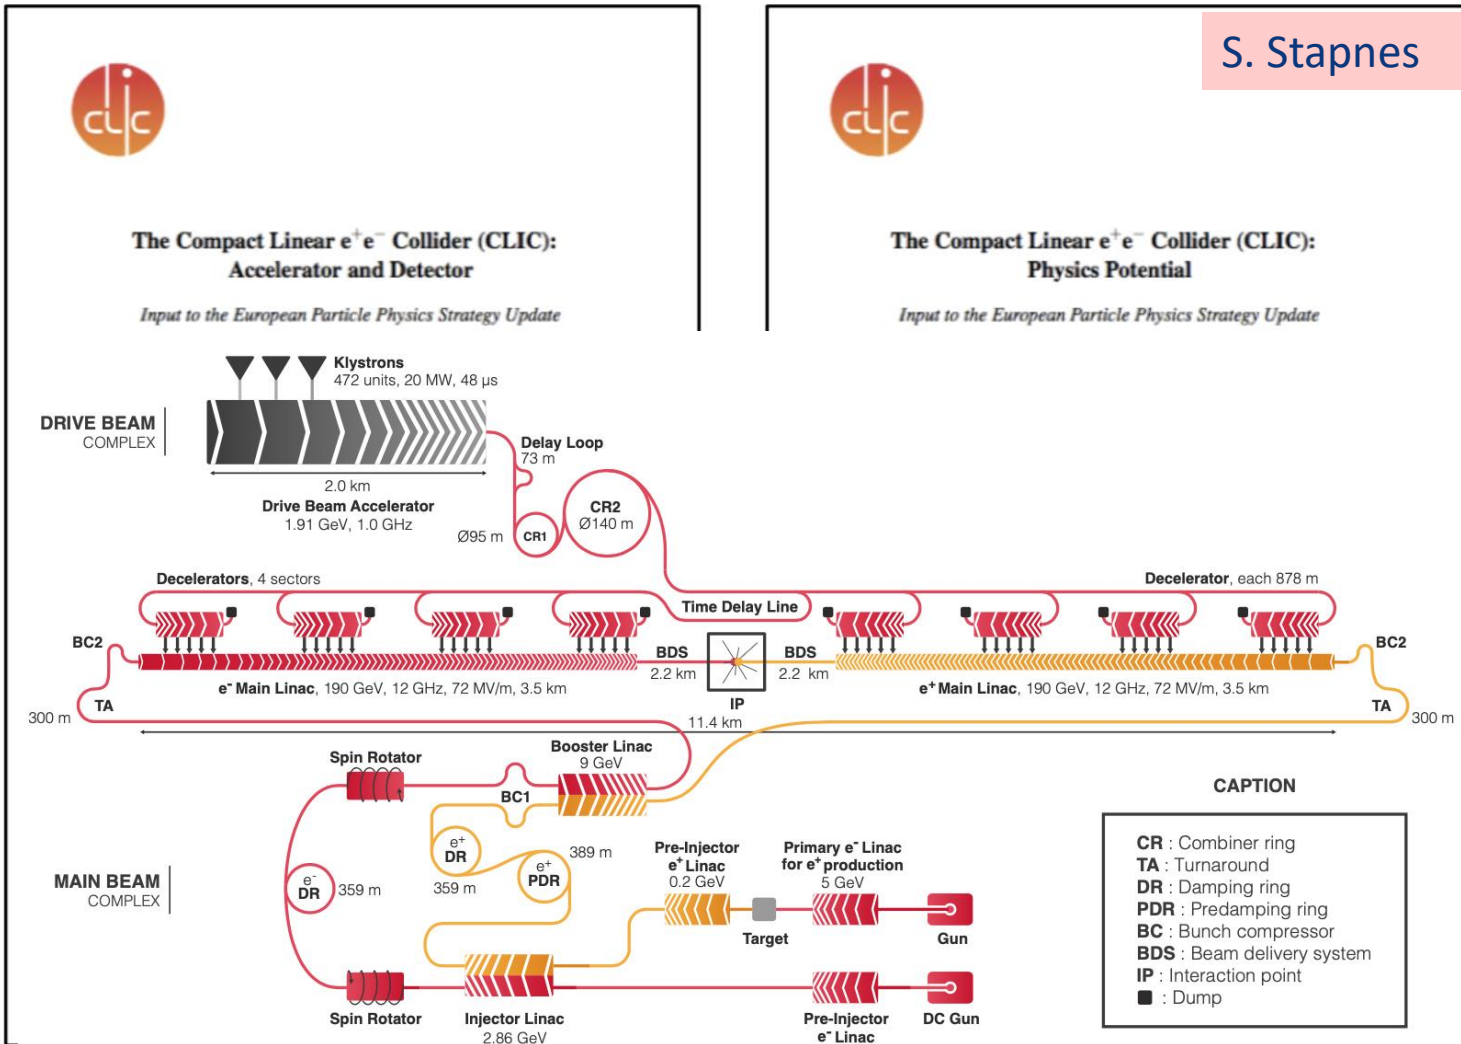 S. Stapnes
clic
clic
The Compact Linear e⁺e⁻ Collider (CLIC):
Accelerator and Detector
Input to the European Particle Physics Strategy Update
The Compact Linear e⁺e⁻ Collider (CLIC):
Physics Potential
Input to the European Particle Physics Strategy Update
Klystrons
472 units, 20 MW, 48 µs
DRIVE BEAM
COMPLEX
2.0 km
Drive Beam Accelerator
1.91 GeV, 1.0 GHz
Delay Loop
73 m
CR2
Ø140 m
Ø95 m
CR1
Decelerators, 4 sectors
Decelerator, each 878 m
Time Delay Line
BC2
BDS
2.2 km
BDS
2.2 km
BC2
e⁻ Main Linac, 190 GeV, 12 GHz, 72 MV/m, 3.5 km
IP
e⁺ Main Linac, 190 GeV, 12 GHz, 72 MV/m, 3.5 km
TA
300 m
11.4 km
TA
300 m
Spin Rotator
Booster Linac
9 GeV
BC1
e⁺
DR
359 m
e⁺
PDR
389 m
Pre-Injector
e⁺ Linac
0.2 GeV
Primary e⁻ Linac
for e⁺ production
5 GeV
MAIN BEAM
COMPLEX
e⁻
DR
359 m
Target
Gun
Spin Rotator
Injector Linac
2.86 GeV
Pre-Injector
e⁻ Linac
DC Gun
CAPTION
CR : Combiner ring
TA : Turnaround
DR : Damping ring
PDR : Predamping ring
BC : Bunch compressor
BDS : Beam delivery system
IP : Interaction point
■ : Dump